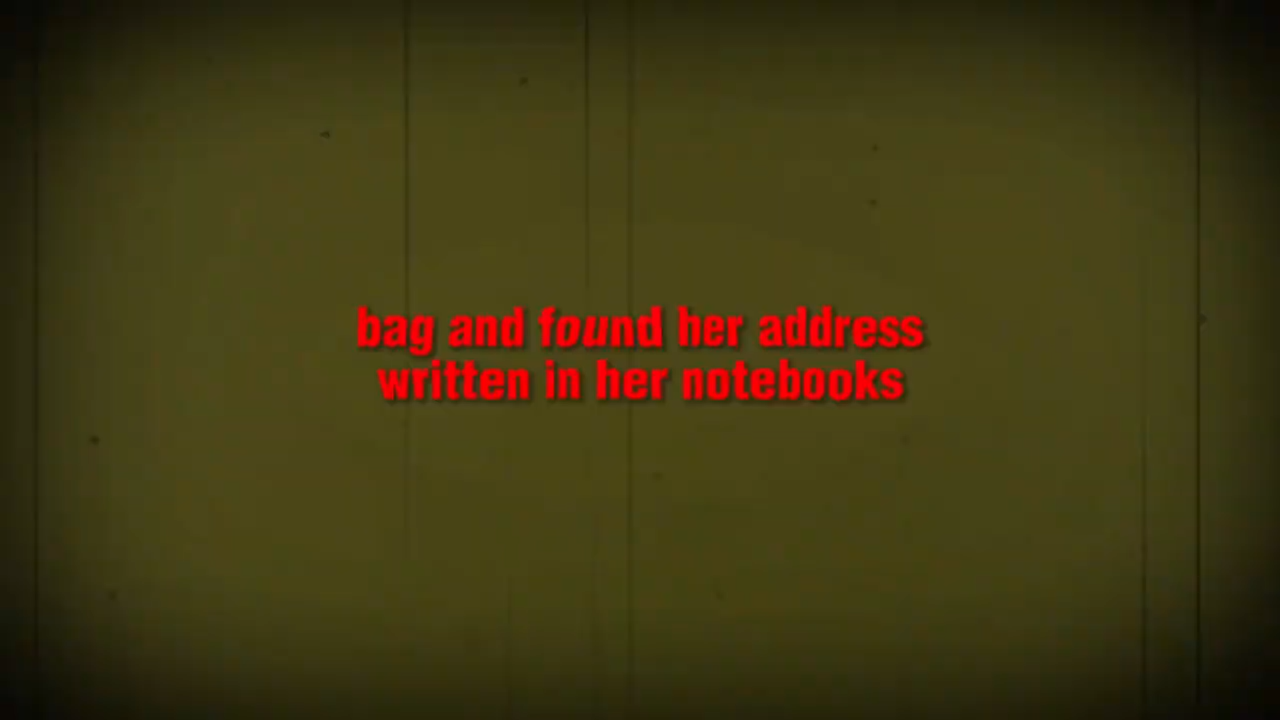 bag and found her address
written in her notebooks